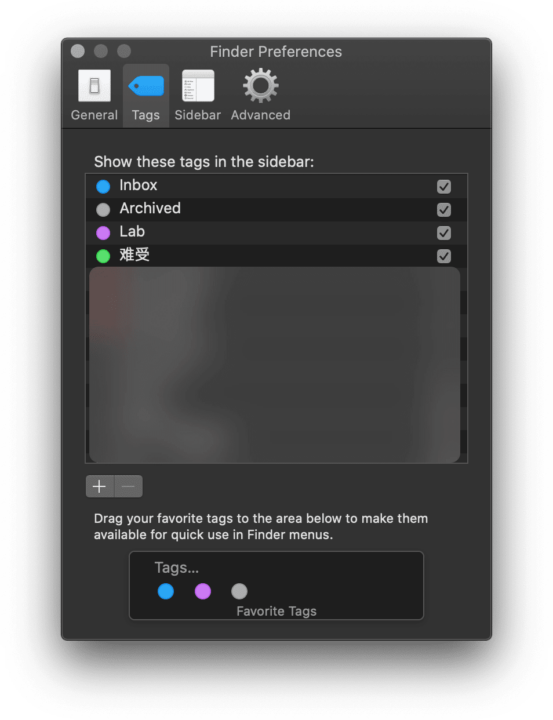 Finder Preferences
General Tags Sidebar Advanced
Show these tags in the sidebar:
Inbox
Archived
Lab
难受
Drag your favorite tags to the area below to make them
available for quick use in Finder menus.
Tags...
Favorite Tags